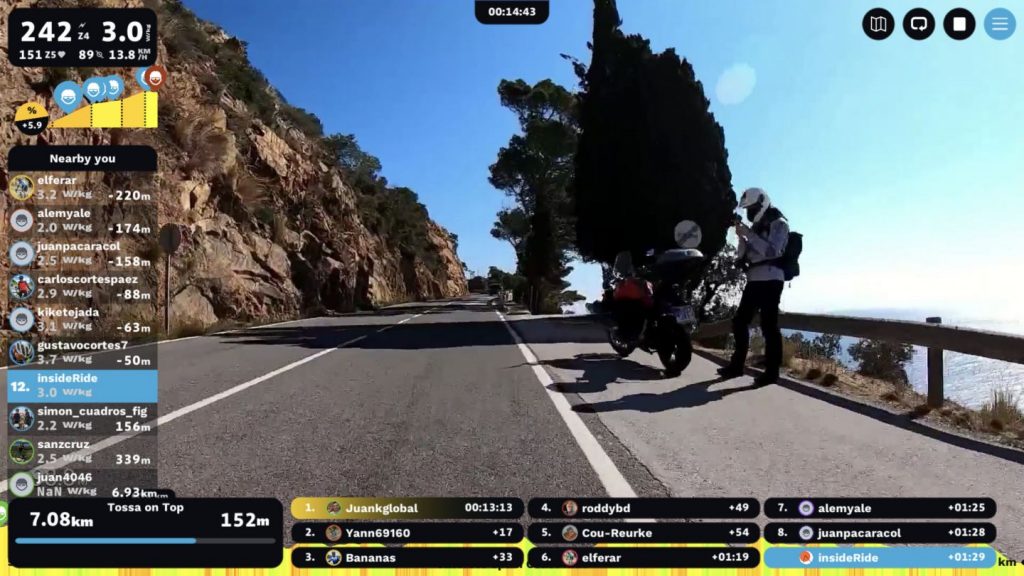 242 Z4 3.0 W/kg
151 Z5 89 13.8 KM/H
00:14:43
%
+5.9
Nearby you
elferar
3.2 W/kg -220m
alemyale
2.0 W/kg -174m
juanpacaracol
2.5 W/kg -158m
carloscortespaez
2.9 W/kg -88m
kiketejada
3.1 W/kg -63m
gustavocortes7
3.7 W/kg -50m
12. insideRide
3.0 W/kg
simon_cuadros_fig
2.2 W/kg 156m
sanzcruz
2.5 W/kg 339m
juan4046
NaN W/kg 6.93km
Tossa on Top
7.08km 152m
1. Juankglobal 00:13:13
2. Yann69160 +17
3. Bananas +33
4. roddybd +49
5. Cou-Reurke +54
6. elferar +01:19
7. alemyale +01:25
8. juanpacaracol +01:28
insideRide +01:29
km